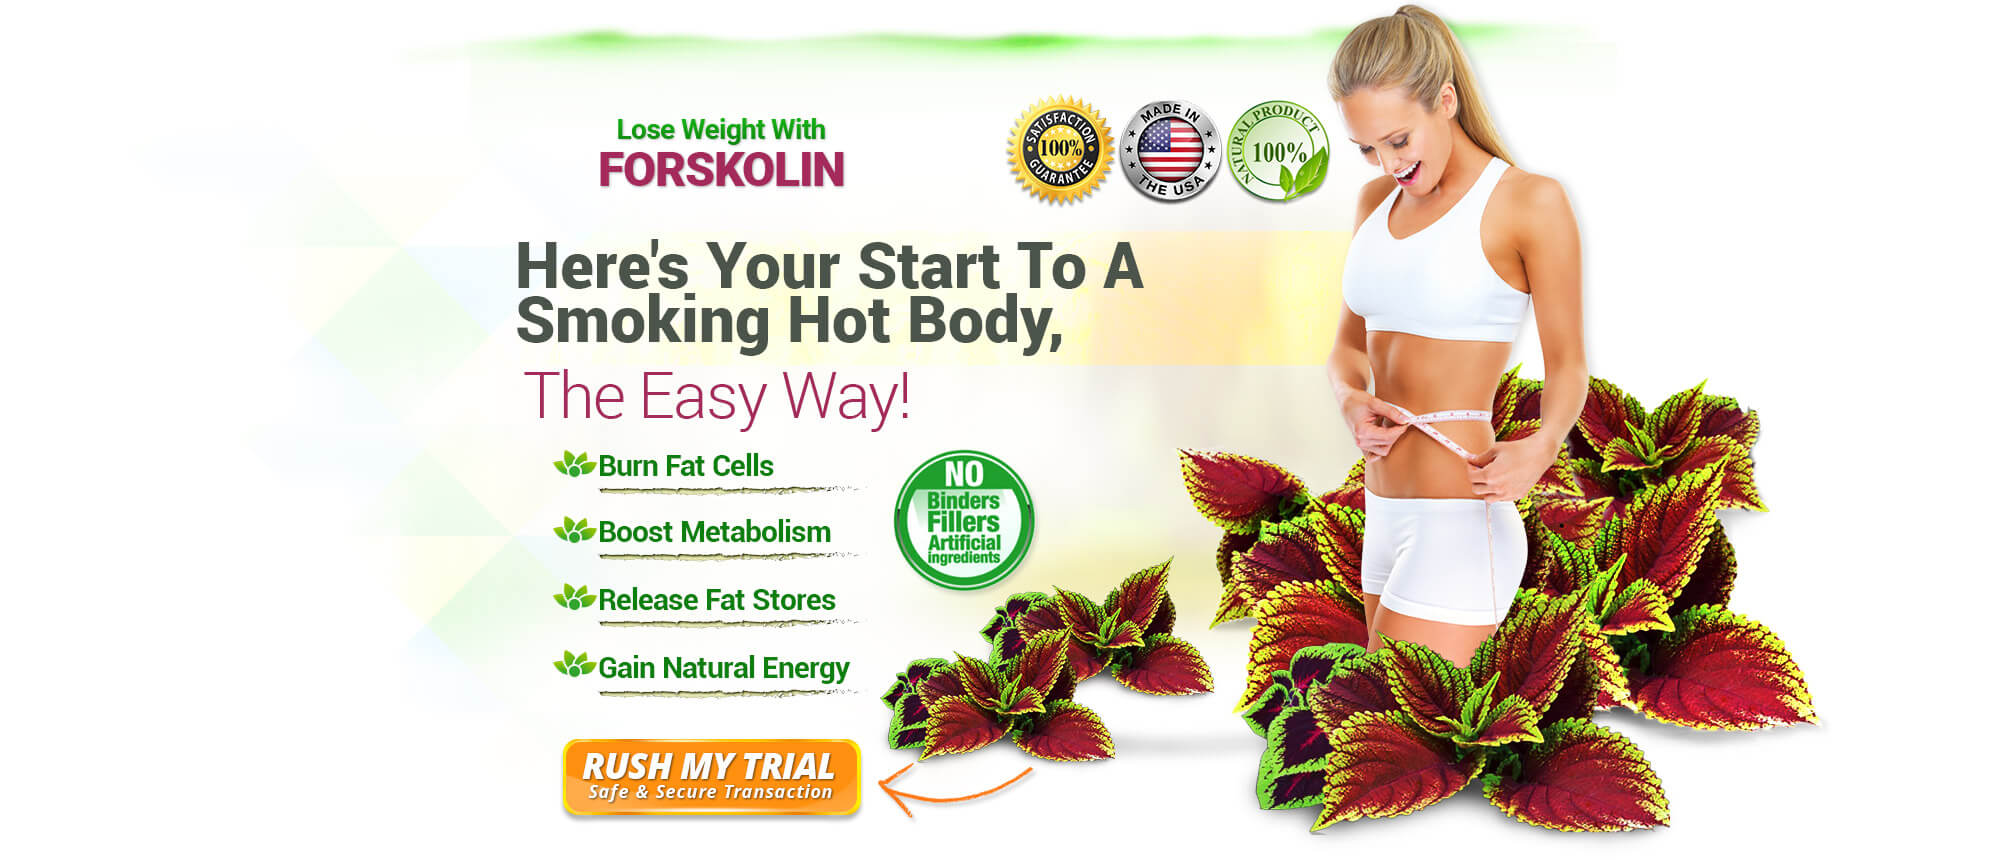 Lose Weight With
FORSKOLIN
SATISFACTION
100%
GUARANTEE
MADE IN
THE USA
NATURAL PRODUCT
100%
Here's Your Start To A
Smoking Hot Body,
The Easy Way!
Burn Fat Cells
Boost Metabolism
Release Fat Stores
Gain Natural Energy
NO
Binders
Fillers
Artificial
ingredients
RUSH MY TRIAL
Safe & Secure Transaction